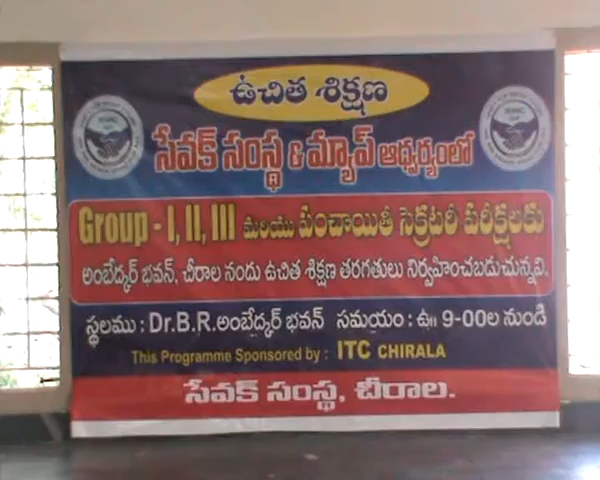 ఉచిత శిక్షణ
సేవక్ సంస్థ & మ్యాప్ ఆధ్వర్యంలో
Group - I, II, III మరియు పంచాయితీ సెక్రటరీ పరీక్షలకు
అంబేద్కర్ భవన్, చీరాల నందు ఉచిత శిక్షణ తరగతులు నిర్వహించబడుచున్నవి.
స్థలము : Dr.B.R.అంబేద్కర్ భవన్ సమయం : ఉ॥ 9-00ల నుండి
This Programme Sponsored by : ITC CHIRALA
సేవక్ సంస్థ, చీరాల.